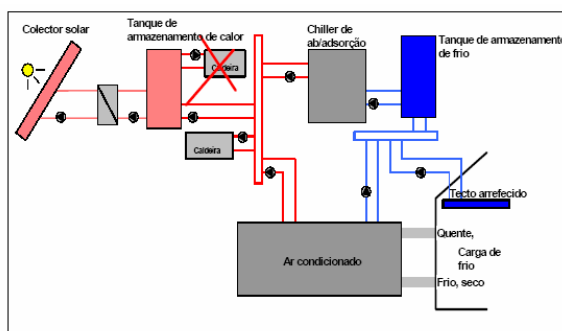 Colector solar
Tanque de
armazenamento de calor
Caldeira
Caldeira
Chiller de
ab/adsorção
Tanque de armazenamento
de frio
Tecto arrefecido
Quente,
Carga de
frio
Frio, seco
Ar condicionado